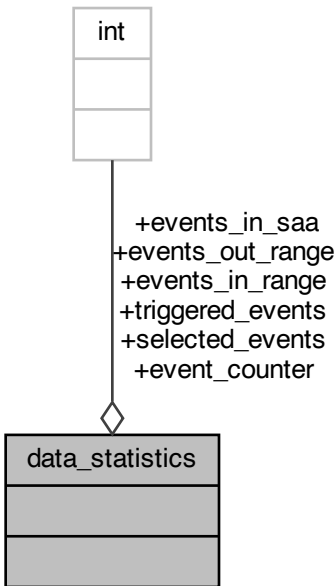 int
+events_in_saa
+events_out_range
+events_in_range
+triggered_events
+selected_events
+event_counter
data_statistics